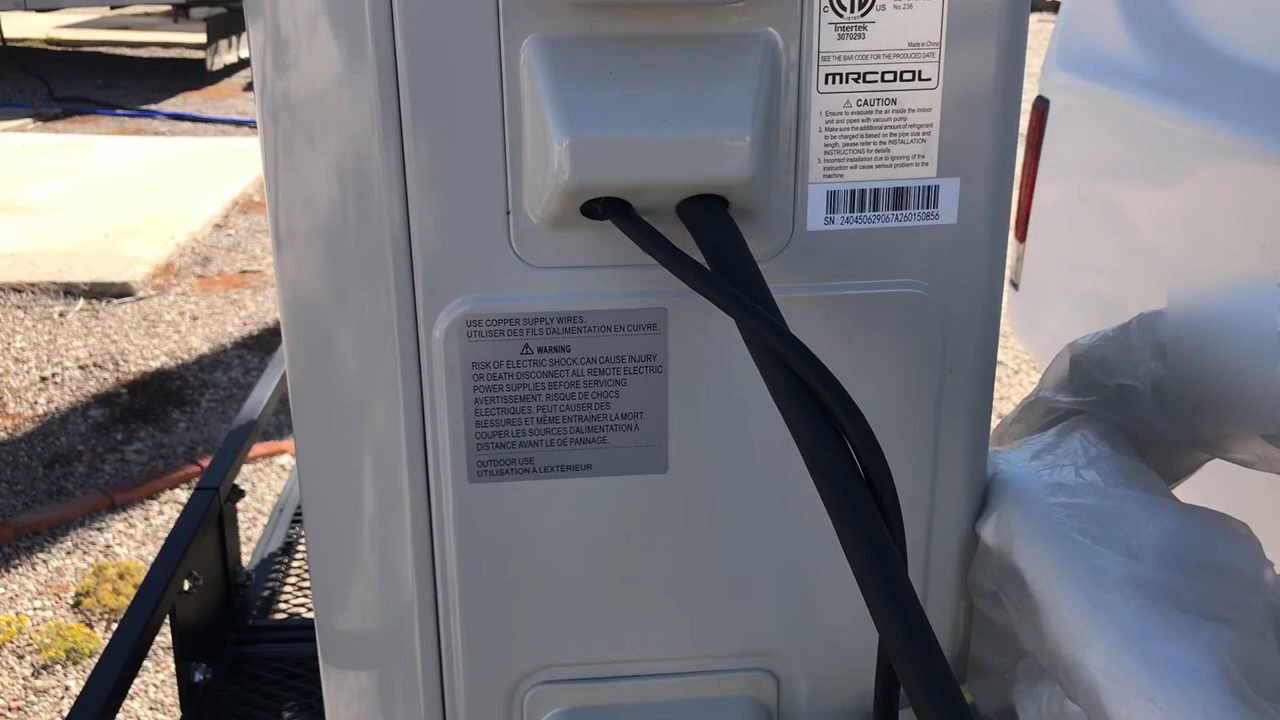 C US
No.236
Intertek
3070293
Made in China
SEE THE BAR CODE FOR THE PRODUCED DATE
MRCOOL
⚠ CAUTION
1. Ensure to evacuate the air inside the indoor
unit and pipes with vacuum pump.
2. Make sure the additional amount of refrigerant
to be charged is based on the pipe size and
length, please refer to the INSTALLATION
INSTRUCTIONS for details.
3. Incorrect installation due to ignoring of the
instruction will cause serious problem to the
machine
SN: 240450629067A260150856
USE COPPER SUPPLY WIRES.
UTILISER DES FILS D'ALIMENTATION EN CUIVRE.
⚠ WARNING
RISK OF ELECTRIC SHOCK.CAN CAUSE INJURY
OR DEATH:DISCONNECT ALL REMOTE ELECTRIC
POWER SUPPLIES BEFORE SERVICING.
AVERTISSEMENT. RISQUE DE CHOCS
ÉLECTRIQUES. PEUT CAUSER DES
BLESSURES ET MÊME ENTRAÎNER LA MORT.
COUPER LES SOURCES D'ALIMENTATION À
DISTANCE AVANT LE DÉ PANNAGE.
OUTDOOR USE
UTILISATION A L'EXTÉRIEUR